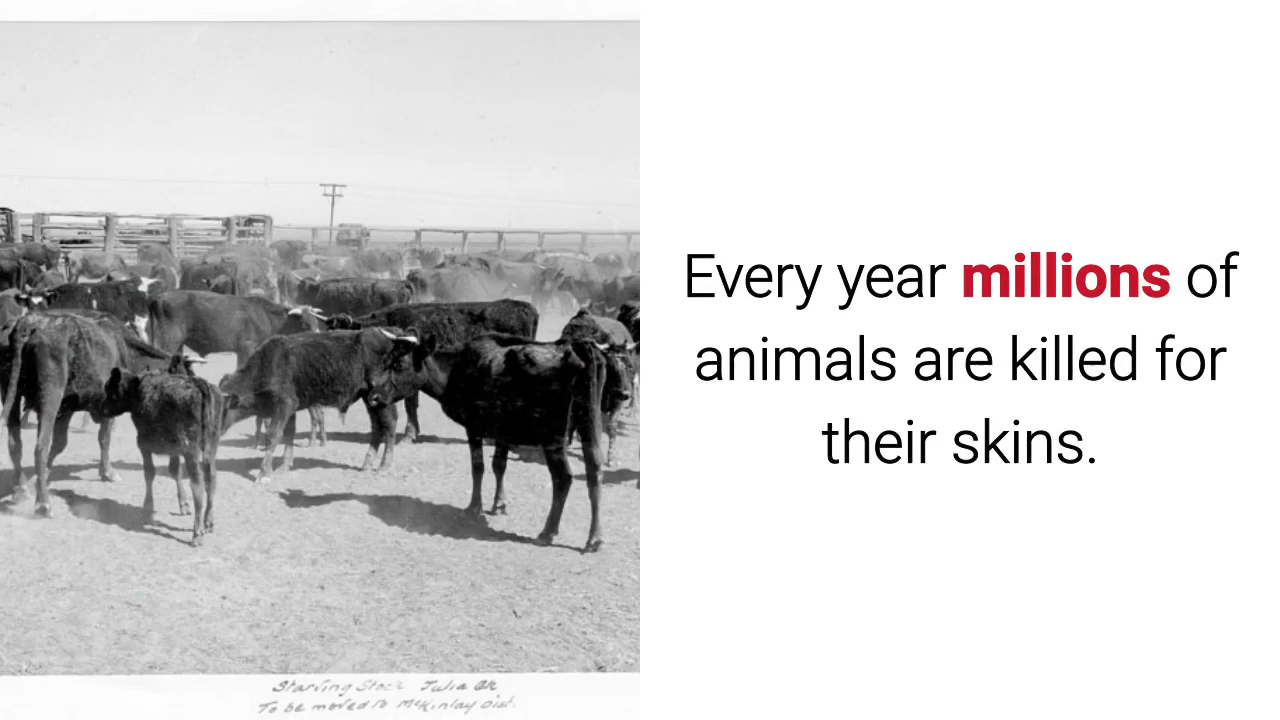 Every year millions of
animals are killed for
their skins.
Starving Stock Julia Ck
To be moved to McKinlay Dist.